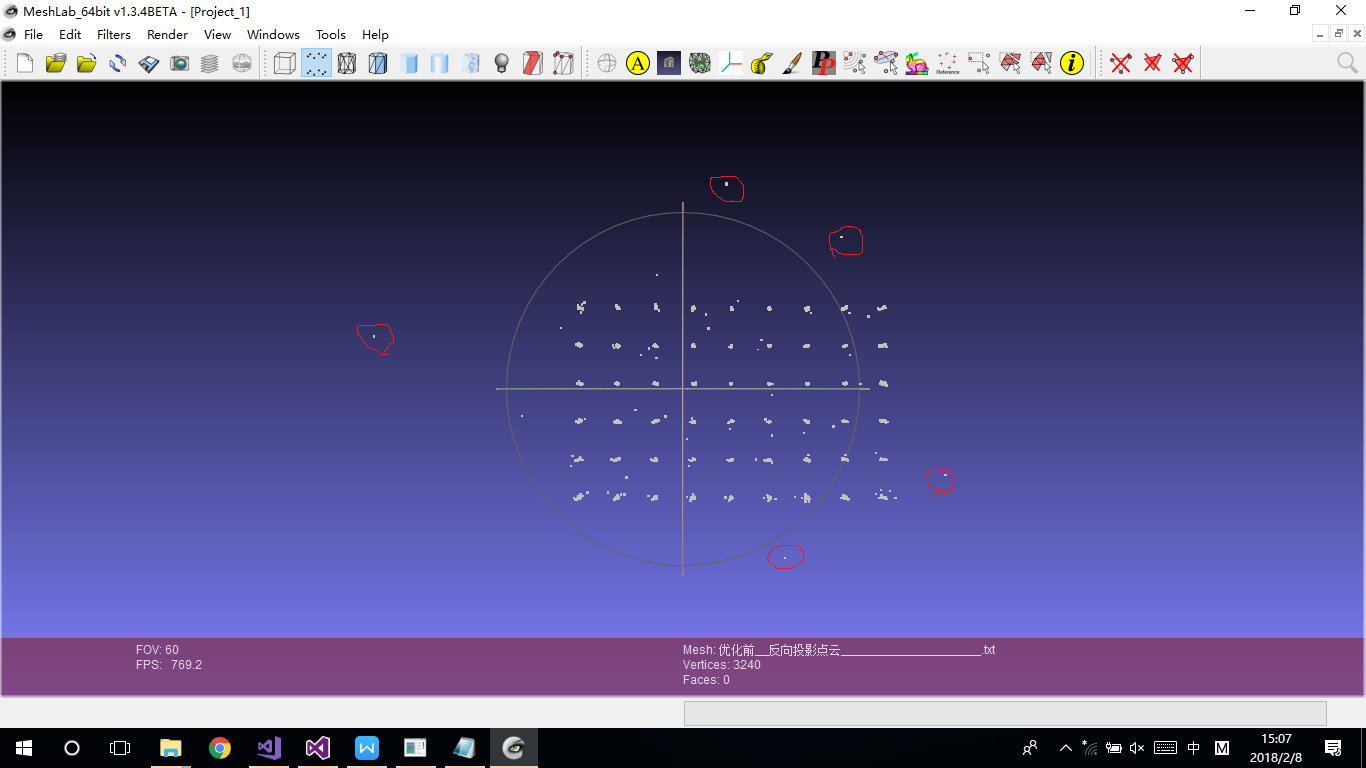 MeshLab_64bit v1.3.4BETA - [Project_1]
File Edit Filters Render View Windows Tools Help
A
PP
Reference
i
FOV: 60
FPS: 769.2
Mesh: 优化前__反向投影点云____________________.txt
Vertices: 3240
Faces: 0
W
中
M
15:07
2018/2/8